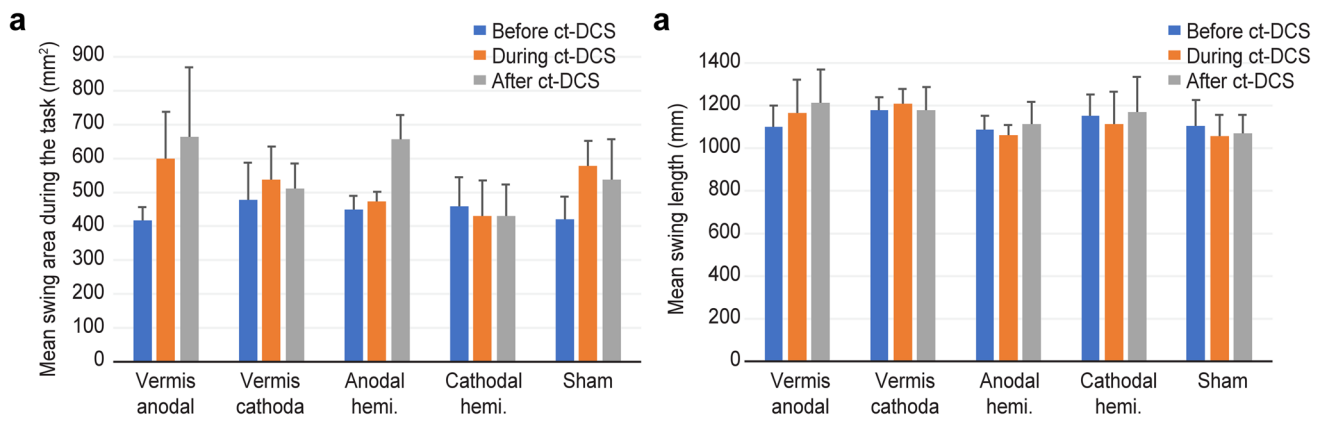 a
Mean swing area during the task (mm²)
Before ct-DCS
During ct-DCS
After ct-DCS
900
800
700
600
500
400
300
200
100
0
Vermis
anodal
Vermis
cathoda
Anodal
hemi.
Cathodal
hemi.
Sham
a
Mean swing length (mm)
Before ct-DCS
During ct-DCS
After ct-DCS
1400
1200
1000
800
600
400
200
0
Vermis
anodal
Vermis
cathoda
Anodal
hemi.
Cathodal
hemi.
Sham